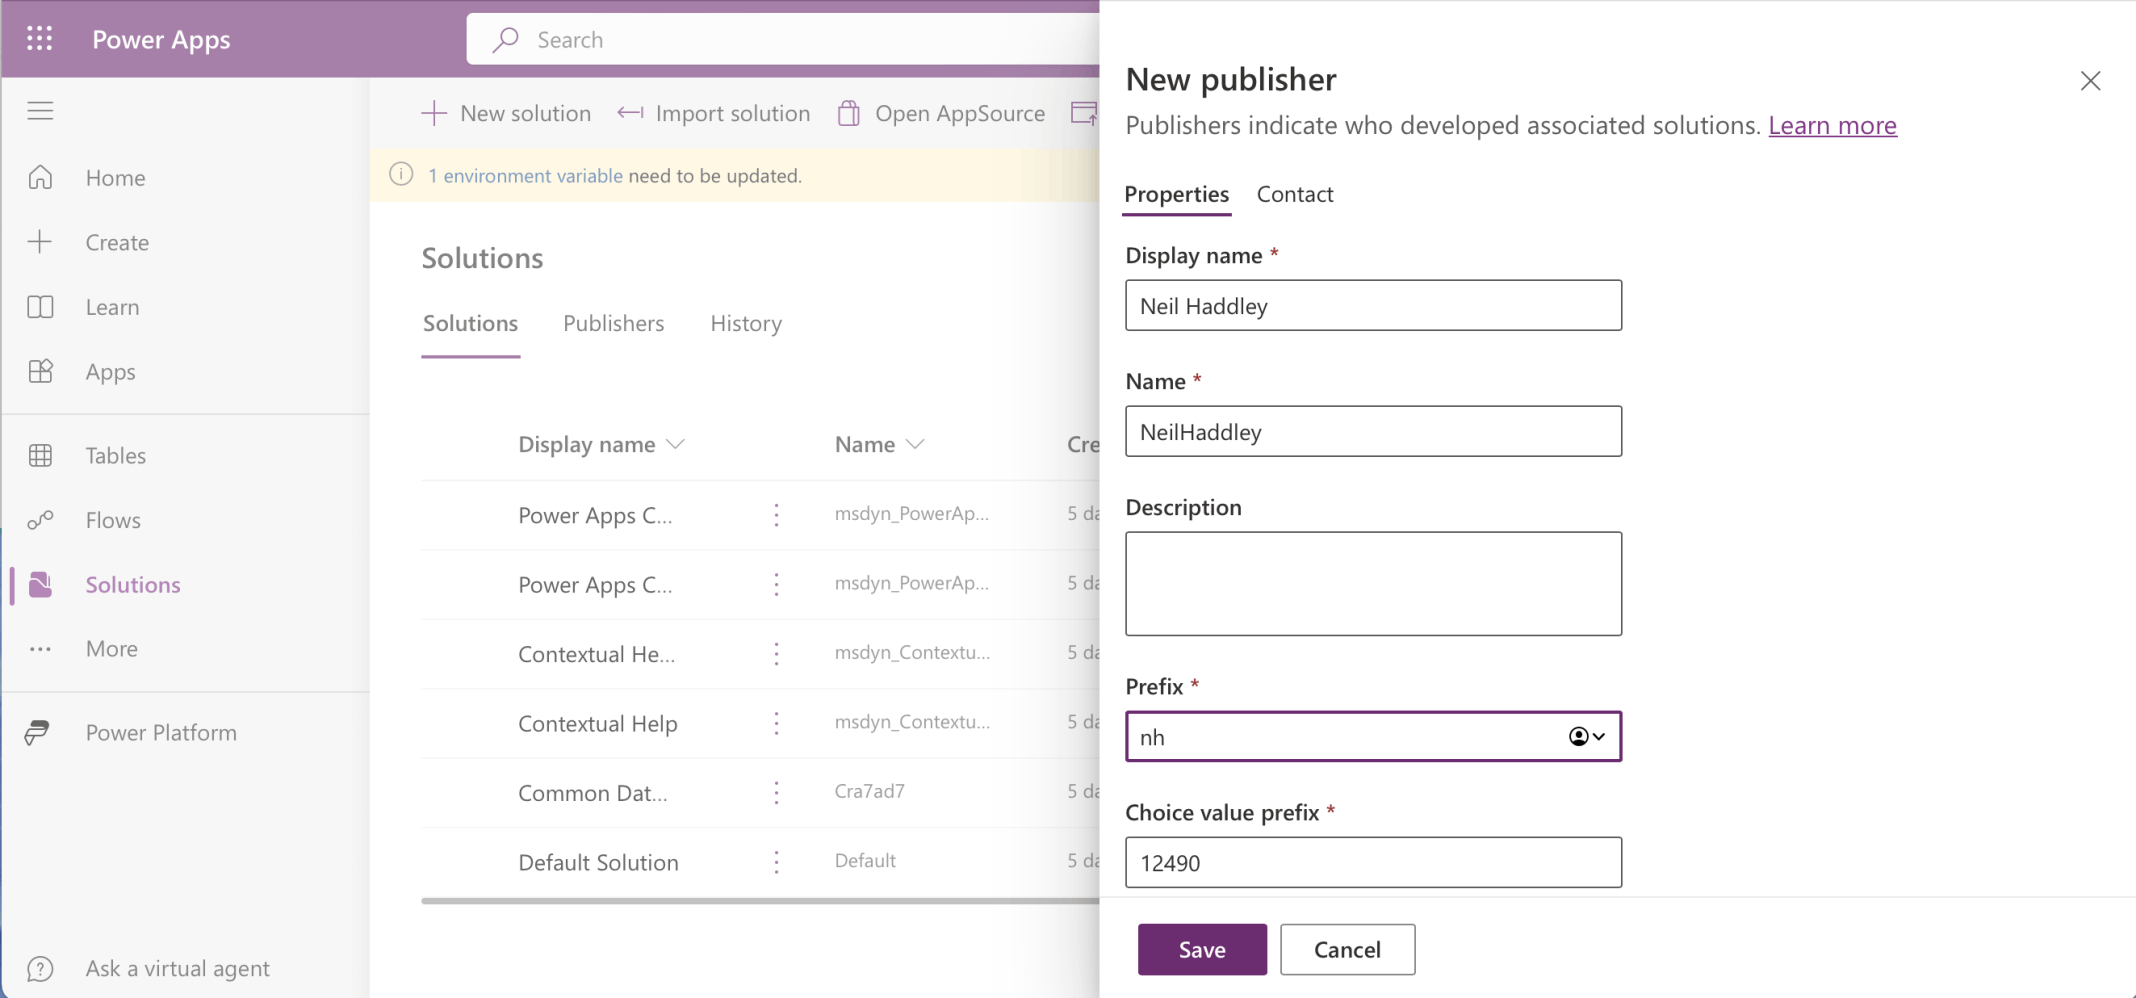 Power Apps
Search
New solution
Import solution
Open AppSource
1 environment variable need to be updated.
Home
Create
Learn
Apps
Tables
Flows
Solutions
More
Power Platform
Ask a virtual agent
Solutions
Solutions Publishers History
Display name Name Cre
Power Apps C... msdyn_PowerAp... 5 da
Power Apps C... msdyn_PowerAp... 5 da
Contextual He... msdyn_Contextu... 5 da
Contextual Help msdyn_Contextu... 5 da
Common Dat... Cra7ad7 5 da
Default Solution Default 5 da
New publisher
Publishers indicate who developed associated solutions. Learn more
Properties Contact
Display name *
Neil Haddley
Name *
NeilHaddley
Description
Prefix *
nh
Choice value prefix *
12490
Save Cancel